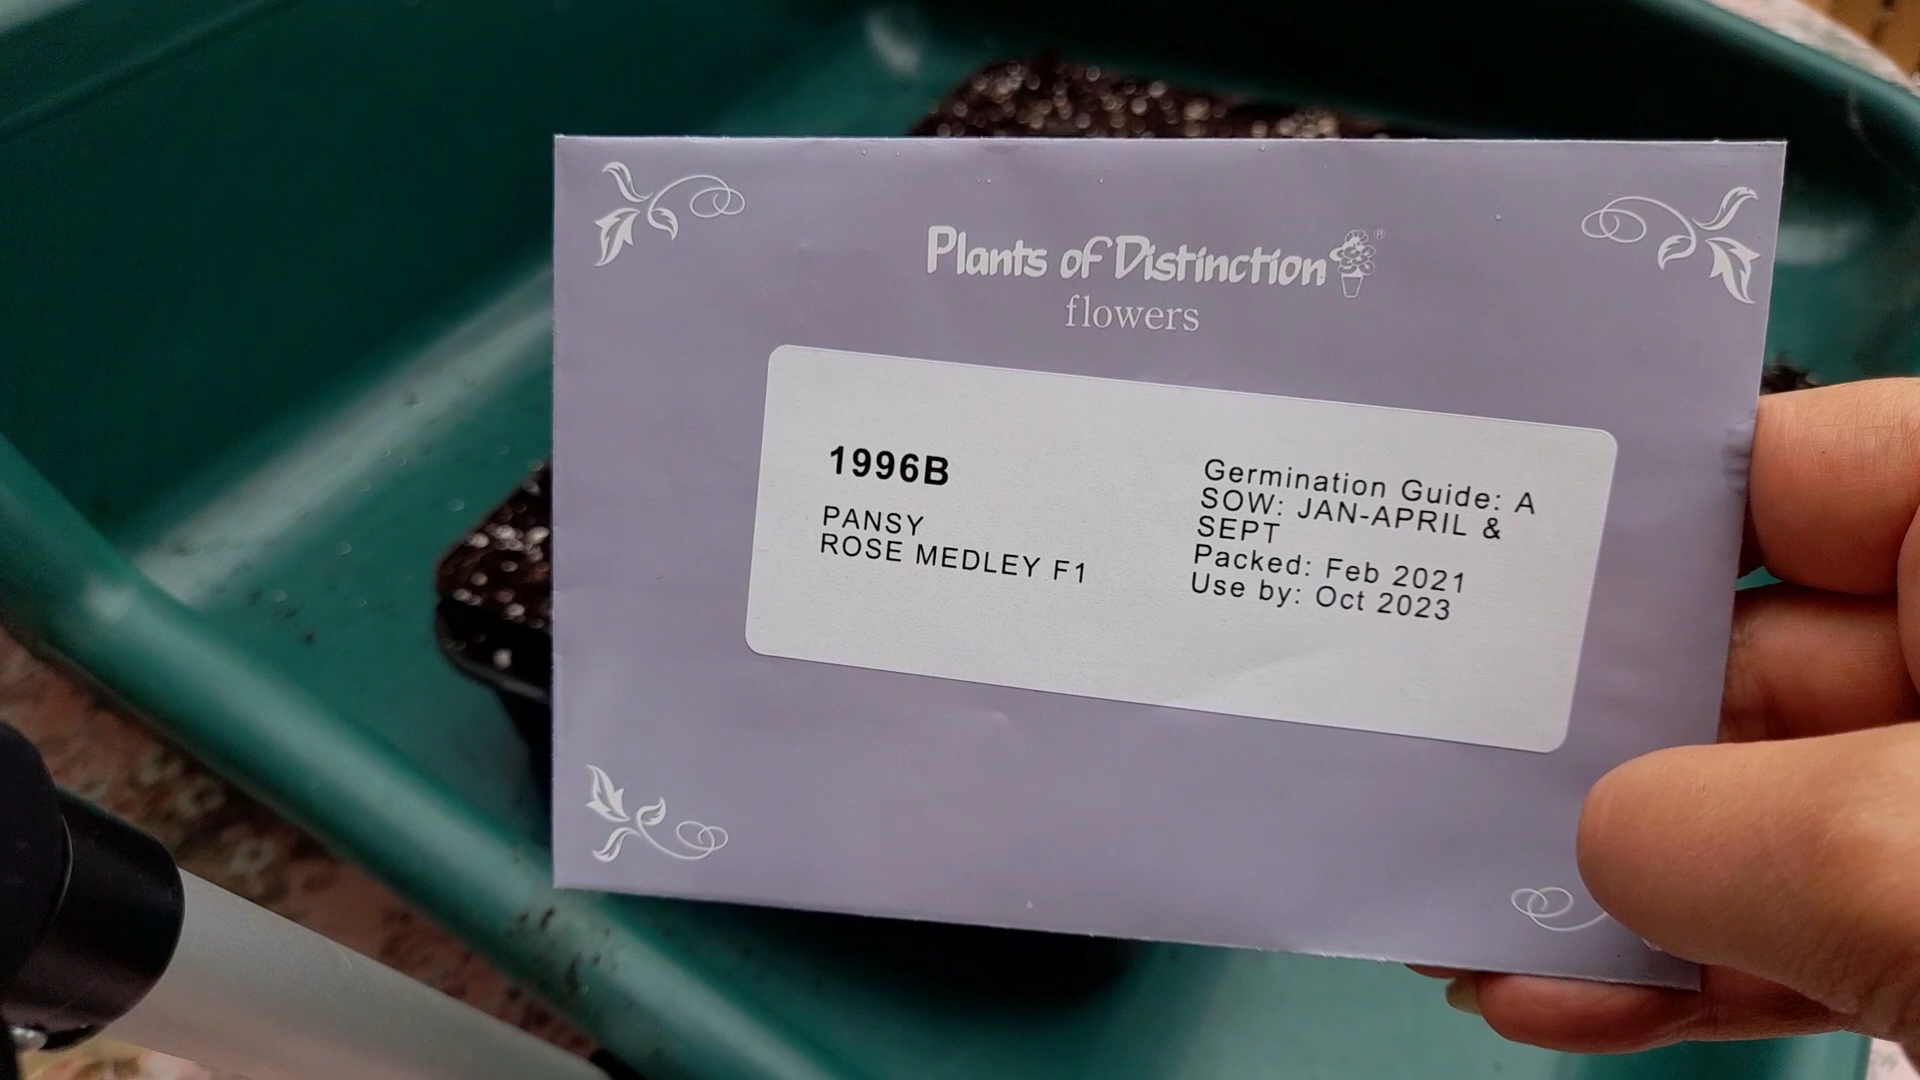 Plants of Distinction®
flowers
1996B
PANSY
ROSE MEDLEY F1
Germination Guide: A
SOW: JAN-APRIL &
SEPT
Packed: Feb 2021
Use by: Oct 2023